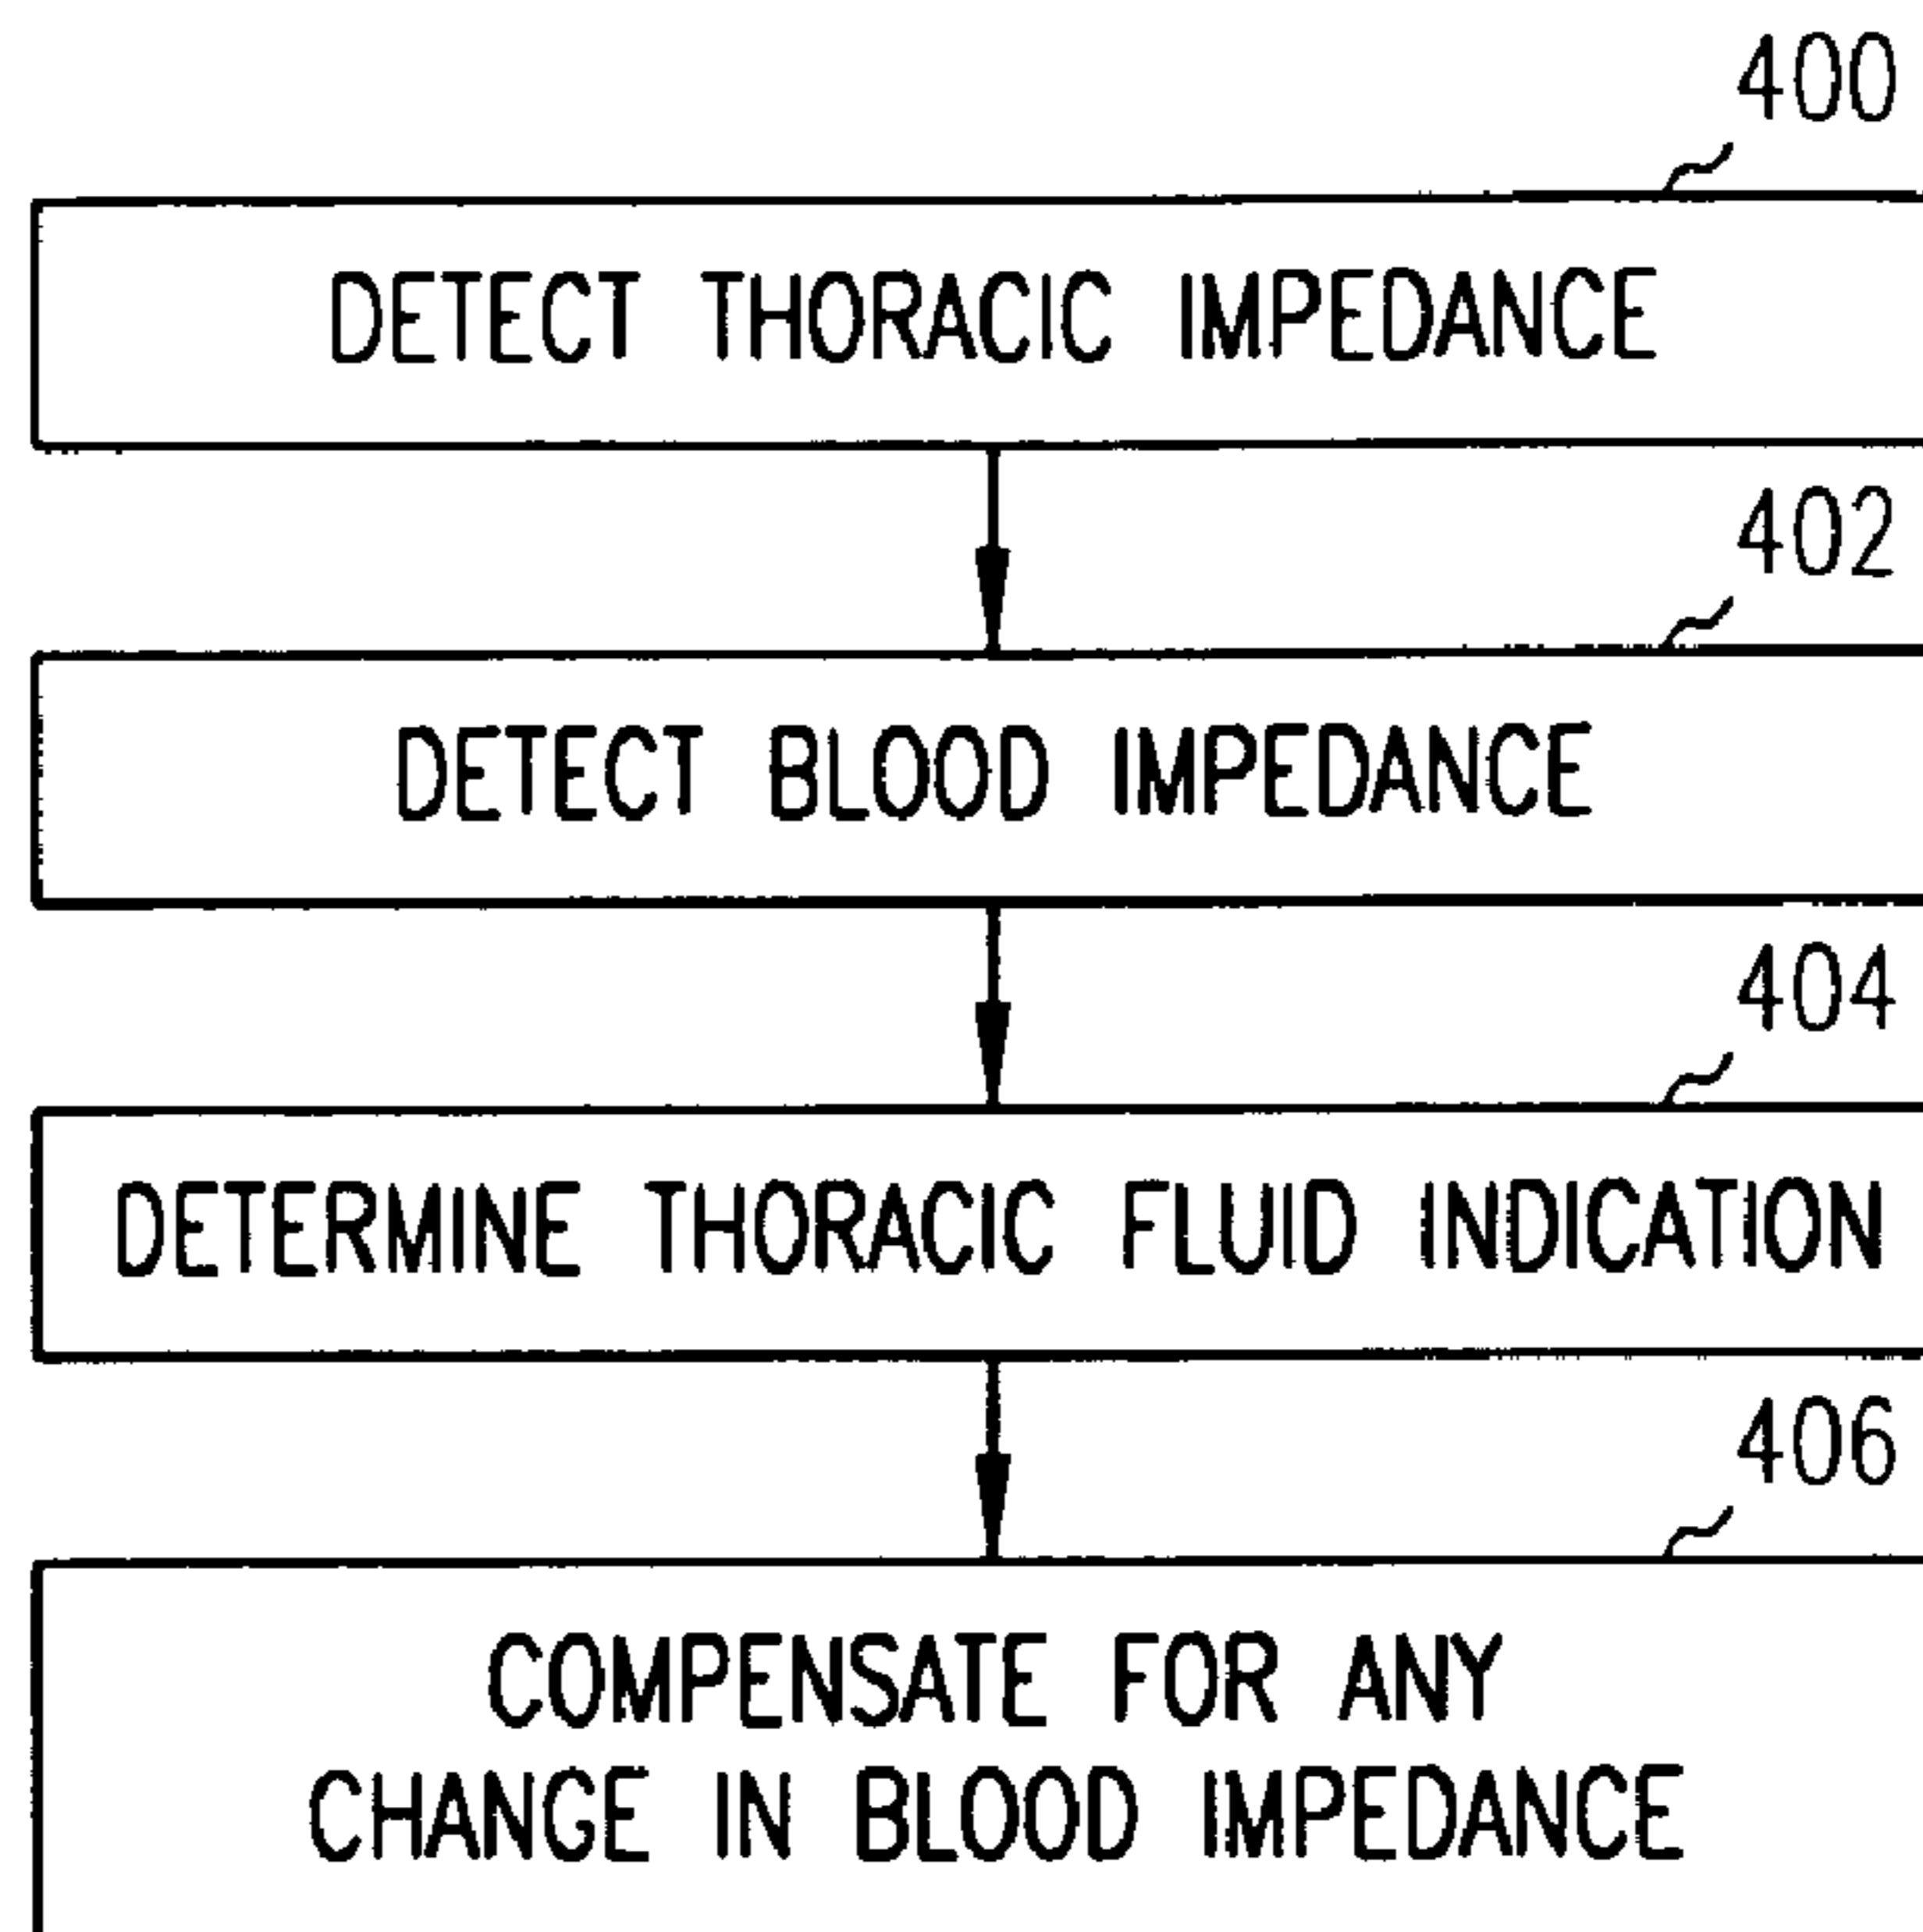 400
DETECT THORACIC IMPEDANCE
402
DETECT BLOOD IMPEDANCE
404
DETERMINE THORACIC FLUID INDICATION
406
COMPENSATE FOR ANY
CHANGE IN BLOOD IMPEDANCE